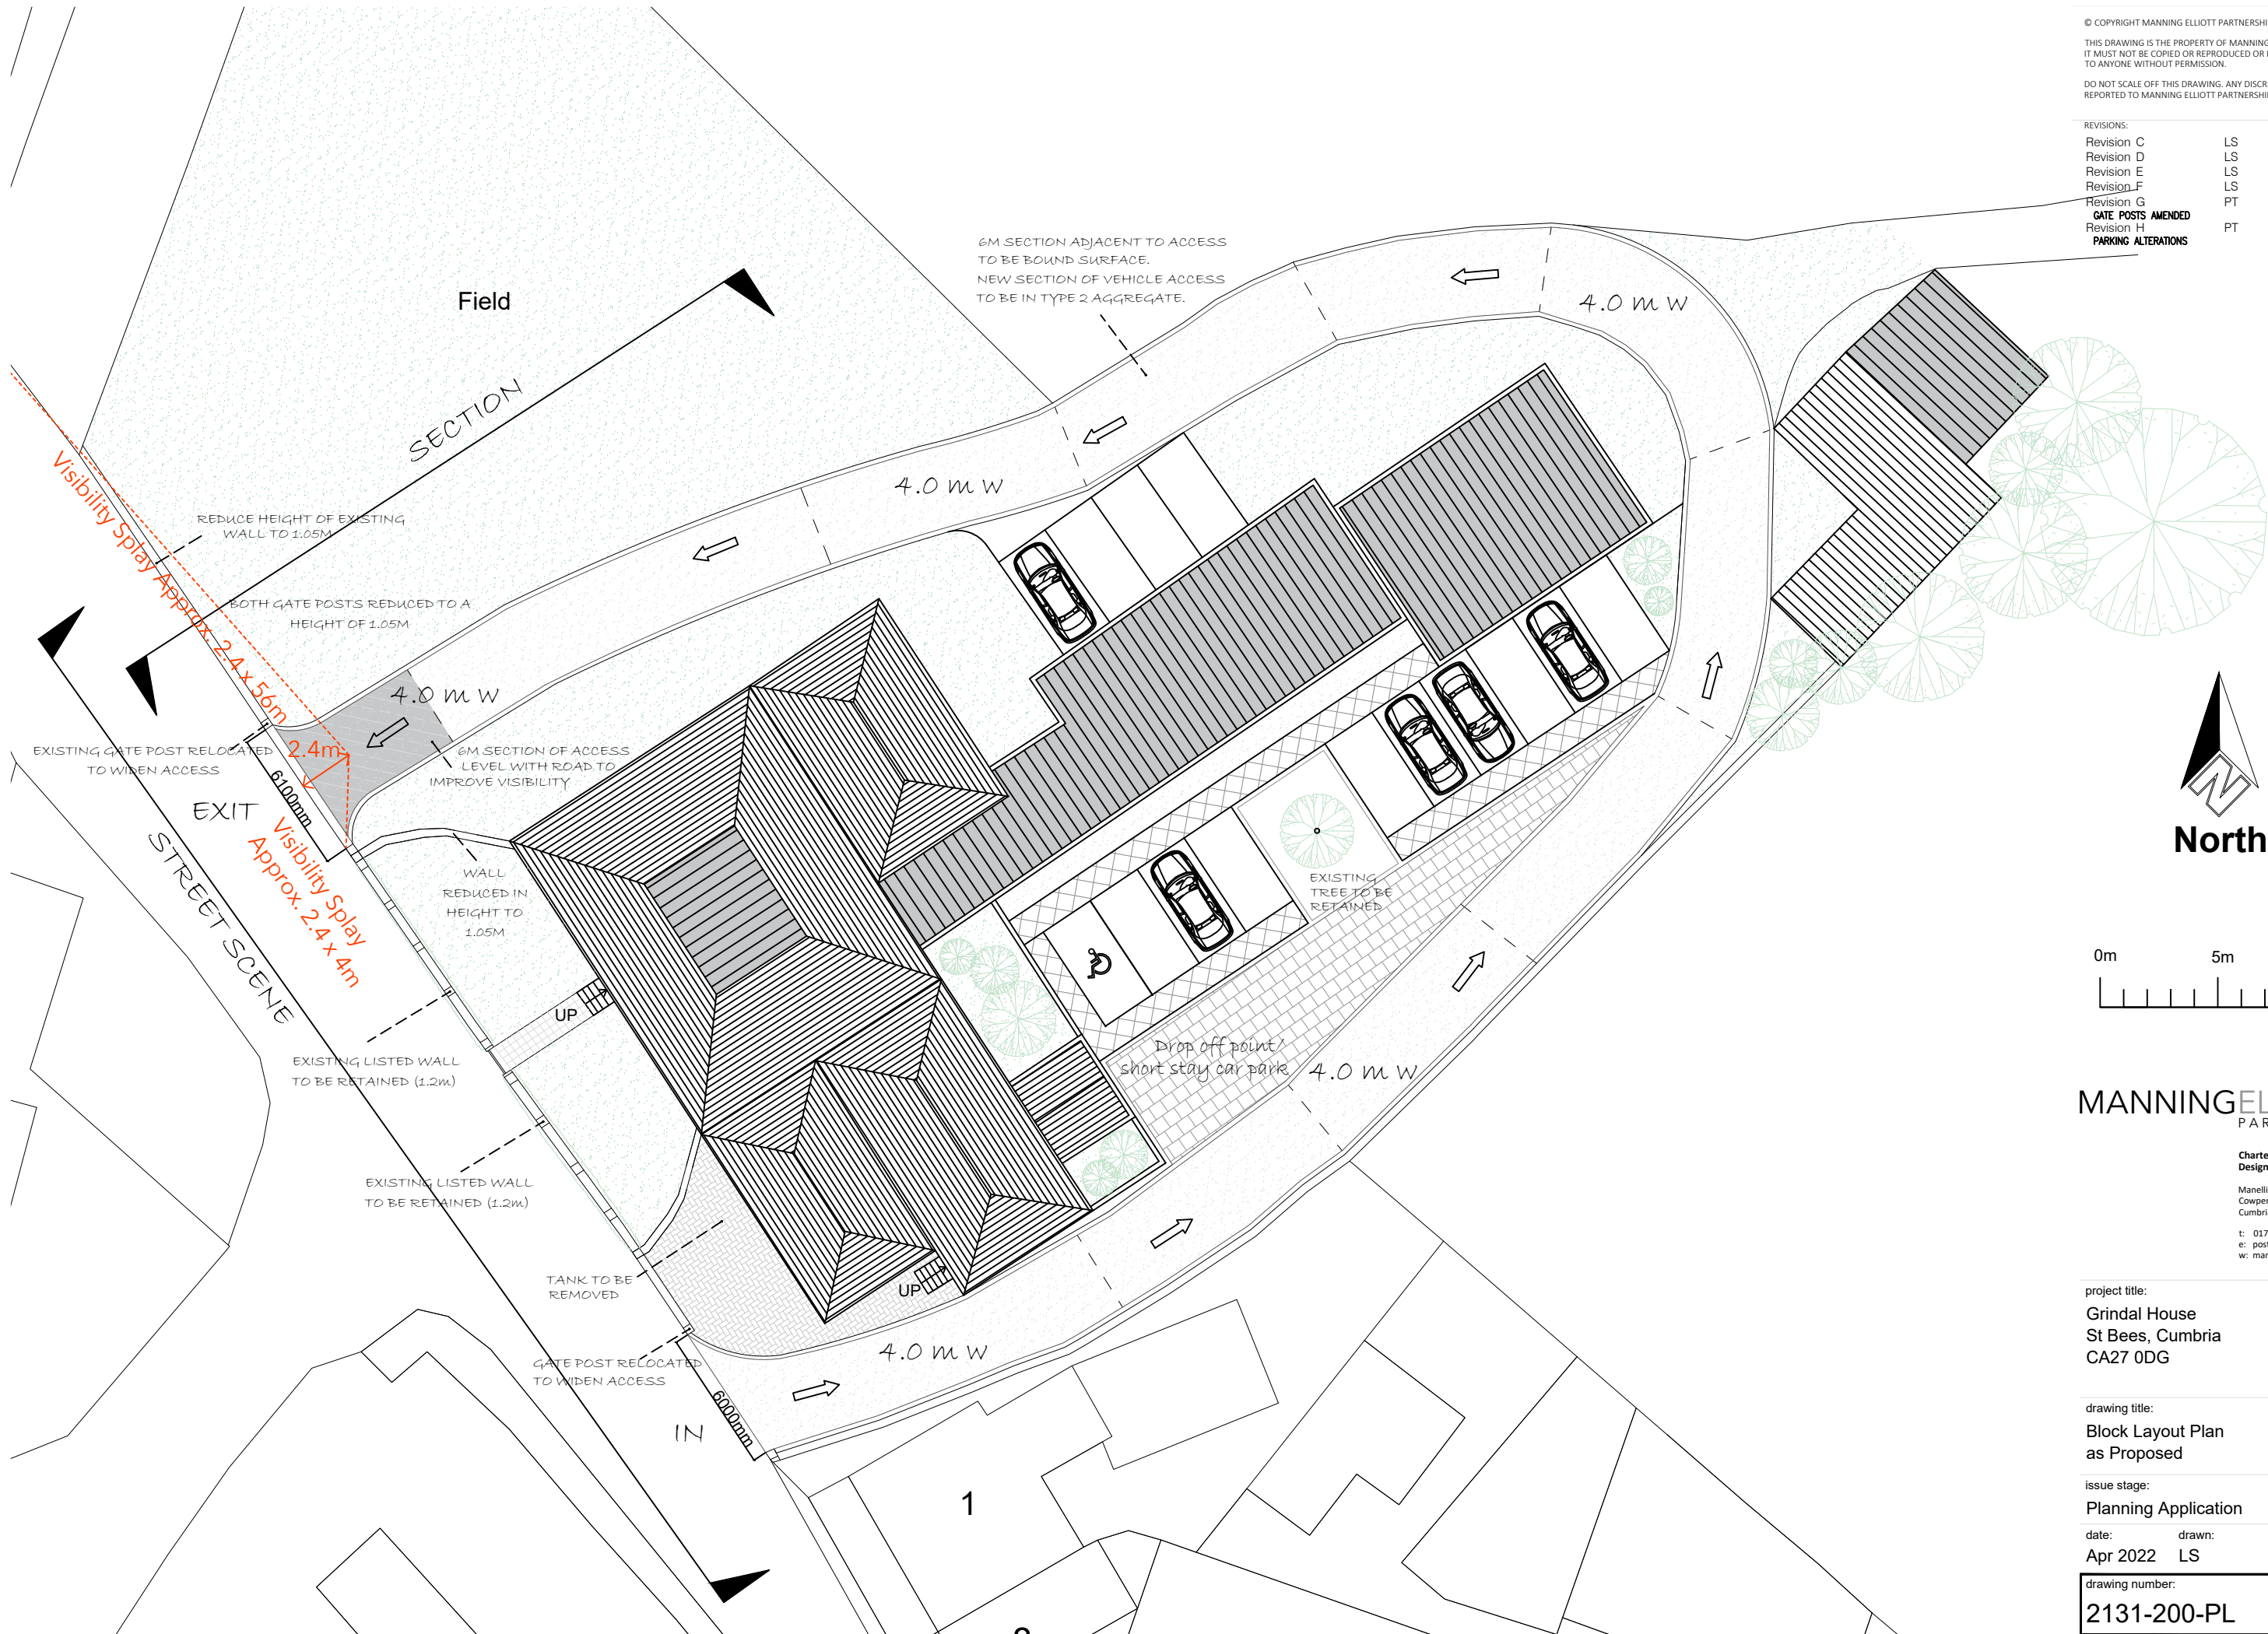 © COPYRIGHT MANNING ELLIOTT PARTNERSHI
THIS DRAWING IS THE PROPERTY OF MANNING
IT MUST NOT BE COPIED OR REPRODUCED OR
TO ANYONE WITHOUT PERMISSION.
DO NOT SCALE OFF THIS DRAWING. ANY DISCR
REPORTED TO MANNING ELLIOTT PARTNERSHI
REVISIONS:
Revision C LS
Revision D LS
Revision E LS
Revision F LS
Revision G PT
GATE POSTS AMENDED
Revision H PT
PARKING ALTERATIONS
6M SECTION ADJACENT TO ACCESS
TO BE BOUND SURFACE.
NEW SECTION OF VEHICLE ACCESS
TO BE IN TYPE 2 AGGREGATE.
Field
4.0 m w
SECTION
4.0 m w
Visibility Splay Approx. 2.4 x 56m
REDUCE HEIGHT OF EXISTING
WALL TO 1.05M
BOTH GATE POSTS REDUCED TO A
HEIGHT OF 1.05M
4.0 m w
EXISTING GATE POST RELOCATED
TO WIDEN ACCESS
2.4m
6M SECTION OF ACCESS
LEVEL WITH ROAD TO
IMPROVE VISIBILITY
6100mm
EXIT
STREET SCENE
Visibility Splay
Approx. 2.4 x 4m
WALL
REDUCED IN
HEIGHT TO
1.05M
EXISTING
TREE TO BE
RETAINED
UP
EXISTING LISTED WALL
TO BE RETAINED (1.2m)
Drop off point/
short stay car park
4.0 m w
EXISTING LISTED WALL
TO BE RETAINED (1.2m)
TANK TO BE
REMOVED
UP
GATE POST RELOCATED
TO WIDEN ACCESS
4.0 m w
6000mm
IN
1
N
North
0m 5m
MANNINGEL
PAR
Charte
Design
Manelli
Cowper
Cumbri
t: 017
e: post
w: mar
project title:
Grindal House
St Bees, Cumbria
CA27 0DG
drawing title:
Block Layout Plan
as Proposed
issue stage:
Planning Application
date: drawn:
Apr 2022 LS
drawing number:
2131-200-PL